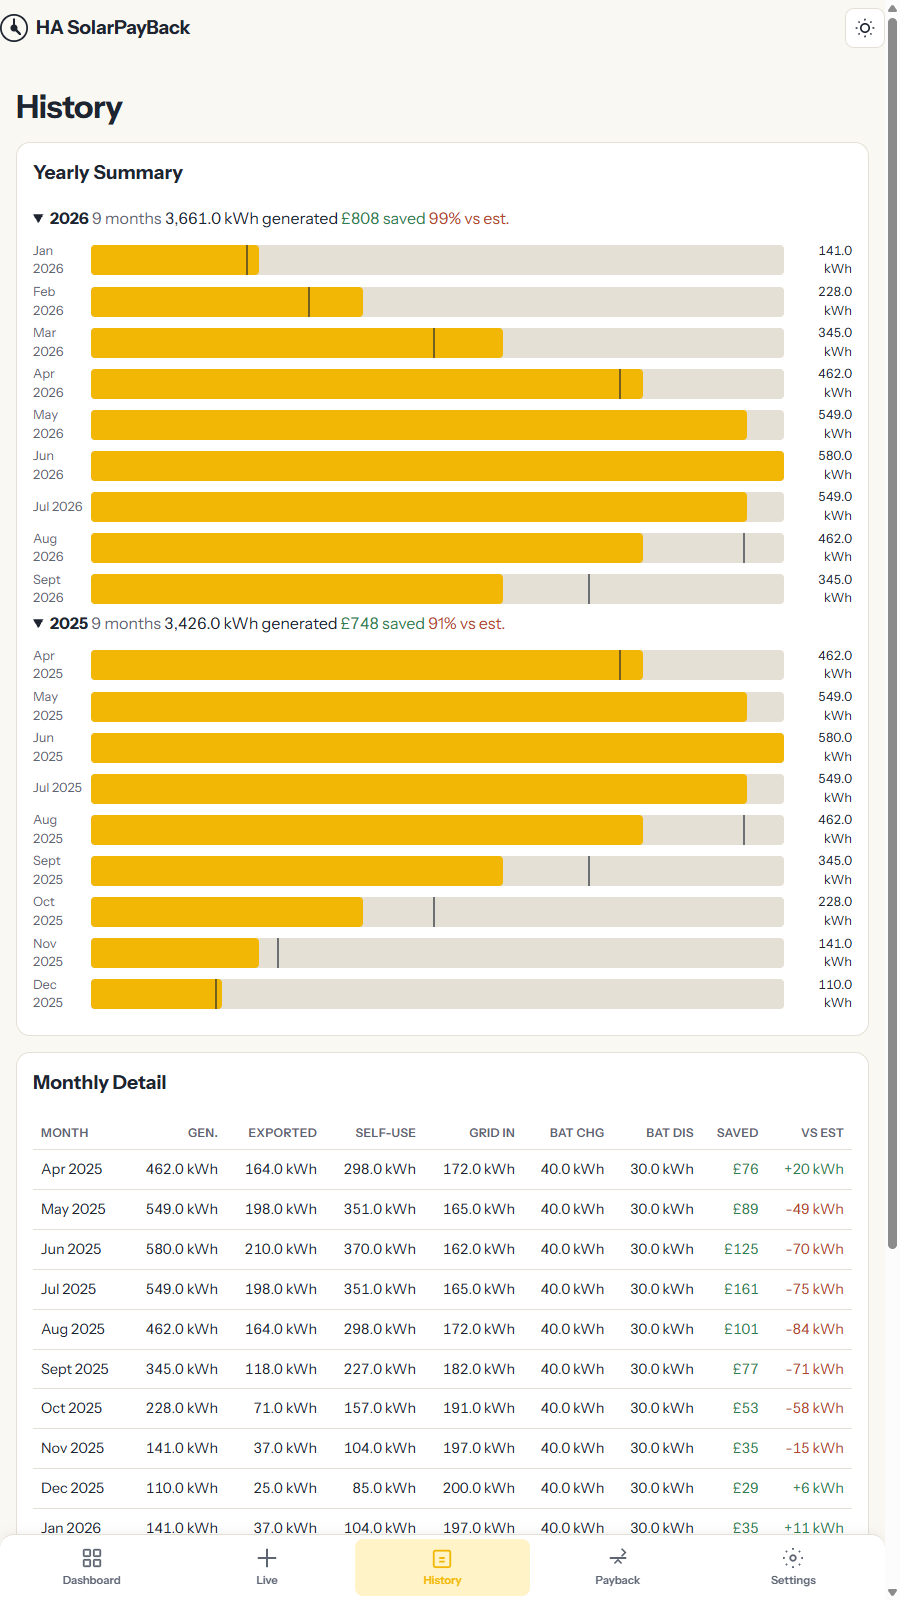 HA SolarPayBack
History
Yearly Summary
▼ 2026 9 months 3,661.0 kWh generated £808 saved 99% vs est.
Jan 2026 141.0 kWh
Feb 2026 228.0 kWh
Mar 2026 345.0 kWh
Apr 2026 462.0 kWh
May 2026 549.0 kWh
Jun 2026 580.0 kWh
Jul 2026 549.0 kWh
Aug 2026 462.0 kWh
Sept 2026 345.0 kWh
▼ 2025 9 months 3,426.0 kWh generated £748 saved 91% vs est.
Apr 2025 462.0 kWh
May 2025 549.0 kWh
Jun 2025 580.0 kWh
Jul 2025 549.0 kWh
Aug 2025 462.0 kWh
Sept 2025 345.0 kWh
Oct 2025 228.0 kWh
Nov 2025 141.0 kWh
Dec 2025 110.0 kWh
Monthly Detail
MONTH GEN. EXPORTED SELF-USE GRID IN BAT CHG BAT DIS SAVED VS EST
Apr 2025 462.0 kWh 164.0 kWh 298.0 kWh 172.0 kWh 40.0 kWh 30.0 kWh £76 +20 kWh
May 2025 549.0 kWh 198.0 kWh 351.0 kWh 165.0 kWh 40.0 kWh 30.0 kWh £89 -49 kWh
Jun 2025 580.0 kWh 210.0 kWh 370.0 kWh 162.0 kWh 40.0 kWh 30.0 kWh £125 -70 kWh
Jul 2025 549.0 kWh 198.0 kWh 351.0 kWh 165.0 kWh 40.0 kWh 30.0 kWh £161 -75 kWh
Aug 2025 462.0 kWh 164.0 kWh 298.0 kWh 172.0 kWh 40.0 kWh 30.0 kWh £101 -84 kWh
Sept 2025 345.0 kWh 118.0 kWh 227.0 kWh 182.0 kWh 40.0 kWh 30.0 kWh £77 -71 kWh
Oct 2025 228.0 kWh 71.0 kWh 157.0 kWh 191.0 kWh 40.0 kWh 30.0 kWh £53 -58 kWh
Nov 2025 141.0 kWh 37.0 kWh 104.0 kWh 197.0 kWh 40.0 kWh 30.0 kWh £35 -15 kWh
Dec 2025 110.0 kWh 25.0 kWh 85.0 kWh 200.0 kWh 40.0 kWh 30.0 kWh £29 +6 kWh
Jan 2026 141.0 kWh 37.0 kWh 104.0 kWh 197.0 kWh 40.0 kWh 30.0 kWh £35 +11 kWh
Dashboard Live History Payback Settings